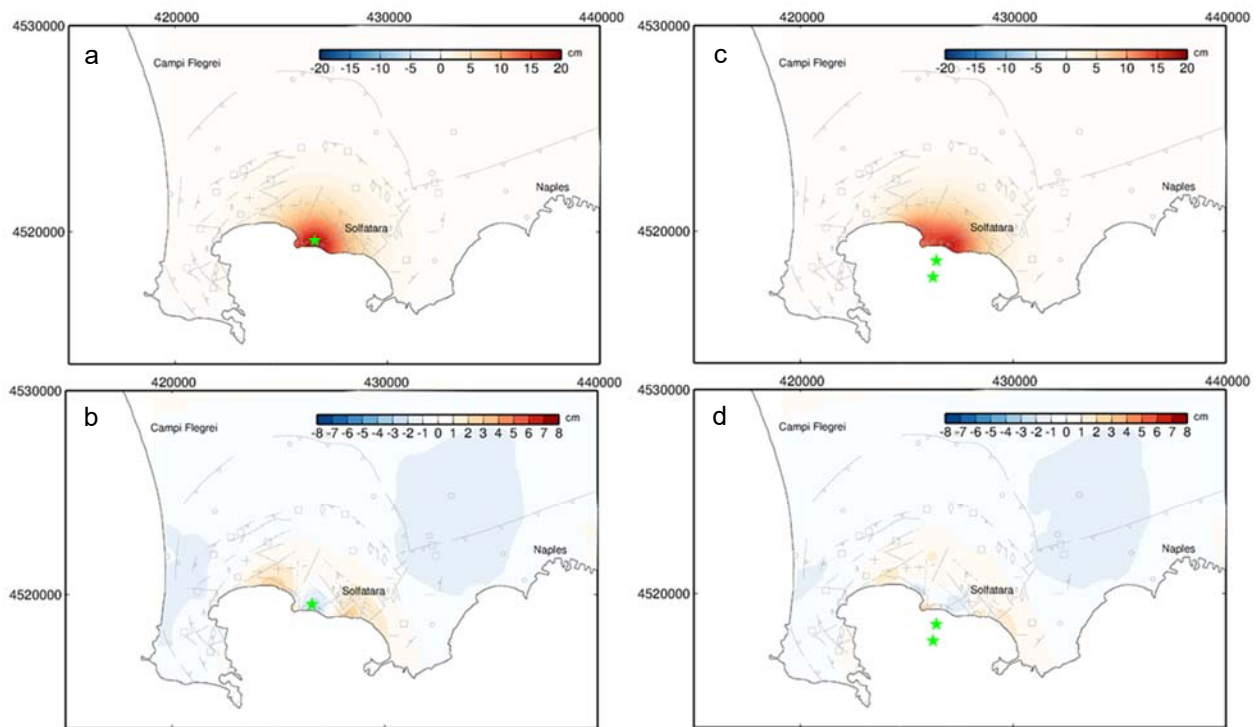 420000 430000 440000
4530000
a
Campi Flegrei
-20 -15 -10 -5 0 5 10 15 20 cm
Naples
Solfatara
4520000
420000 430000 440000
4530000
c
Campi Flegrei
-20 -15 -10 -5 0 5 10 15 20 cm
Naples
Solfatara
4520000
420000 430000 440000
4530000
b
Campi Flegrei
-8 -7 -6 -5 -4 -3 -2 -1 0 1 2 3 4 5 6 7 8 cm
Naples
Solfatara
4520000
420000 430000 440000
4530000
d
Campi Flegrei
-8 -7 -6 -5 -4 -3 -2 -1 0 1 2 3 4 5 6 7 8 cm
Naples
Solfatara
4520000